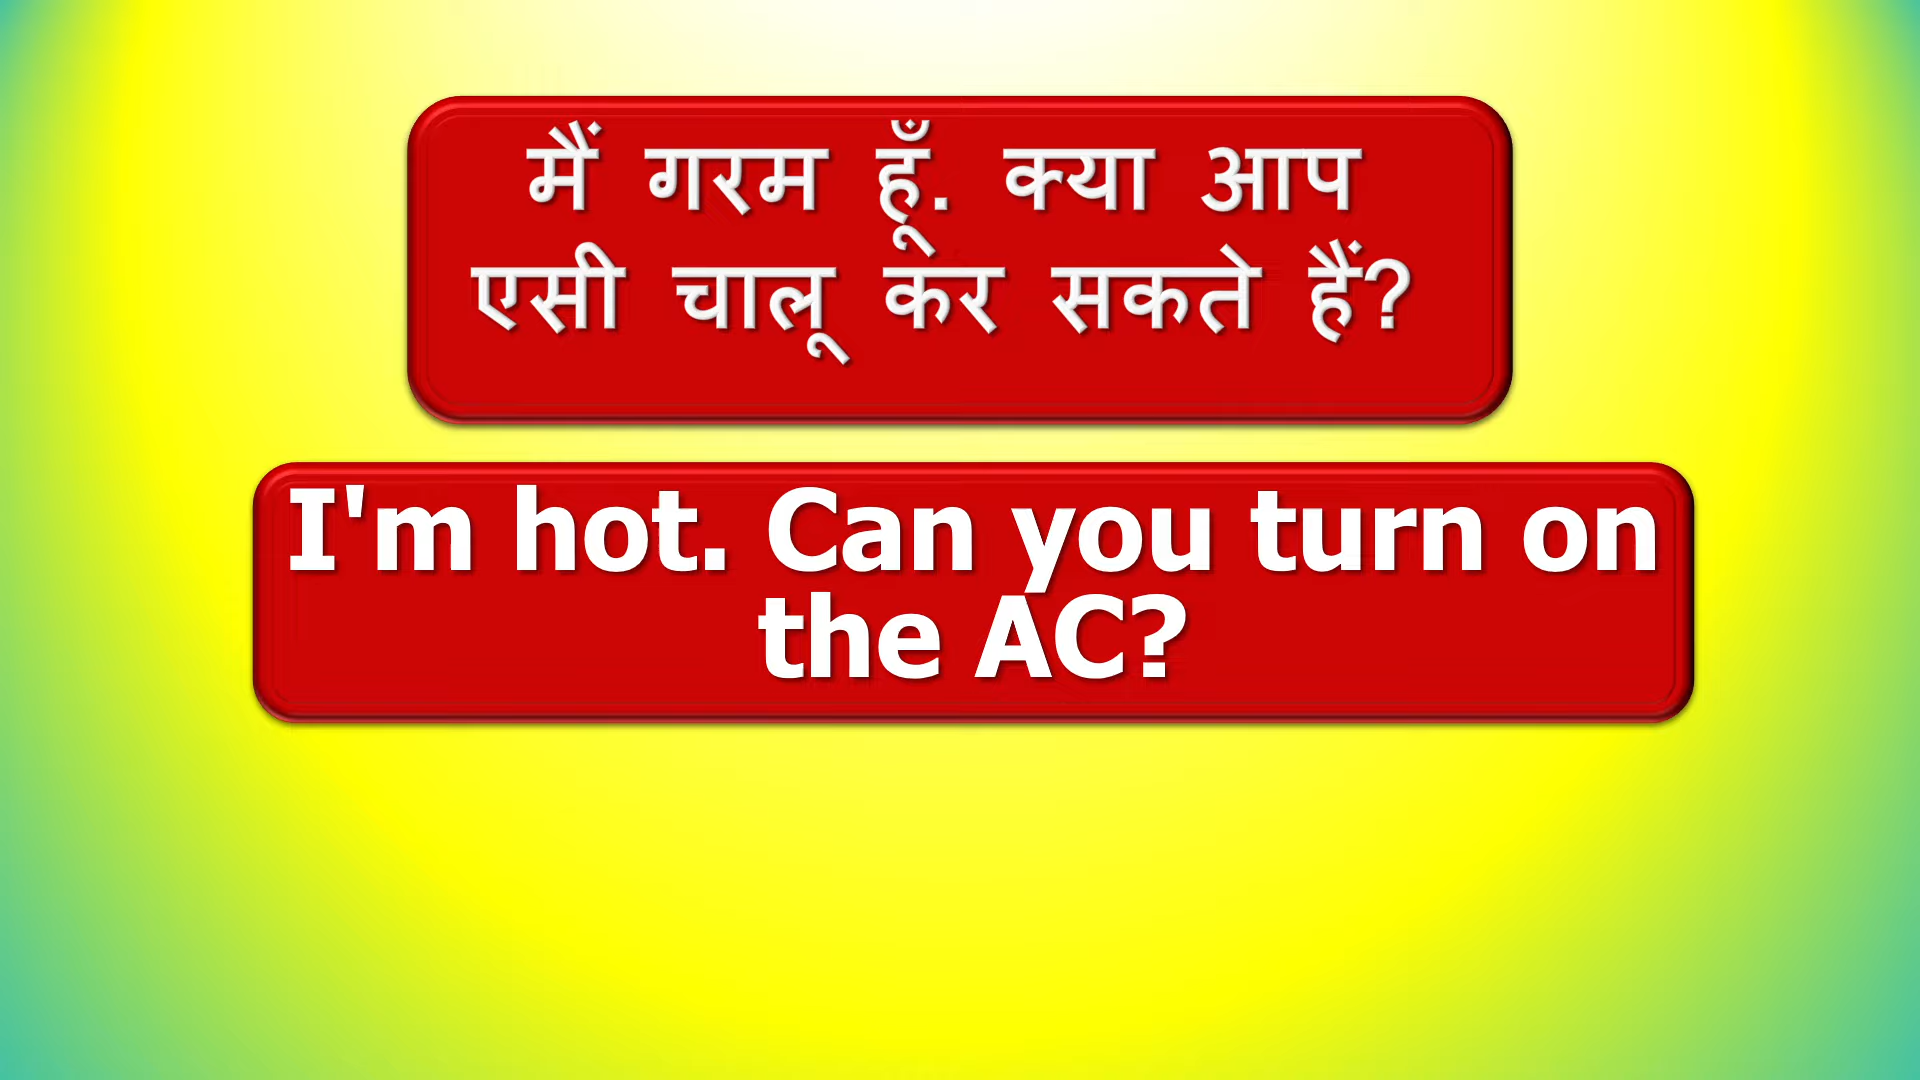 मैं गरम हूँ. क्या आप
एसी चालू कर सकते हैं?
I'm hot. Can you turn on
the AC?